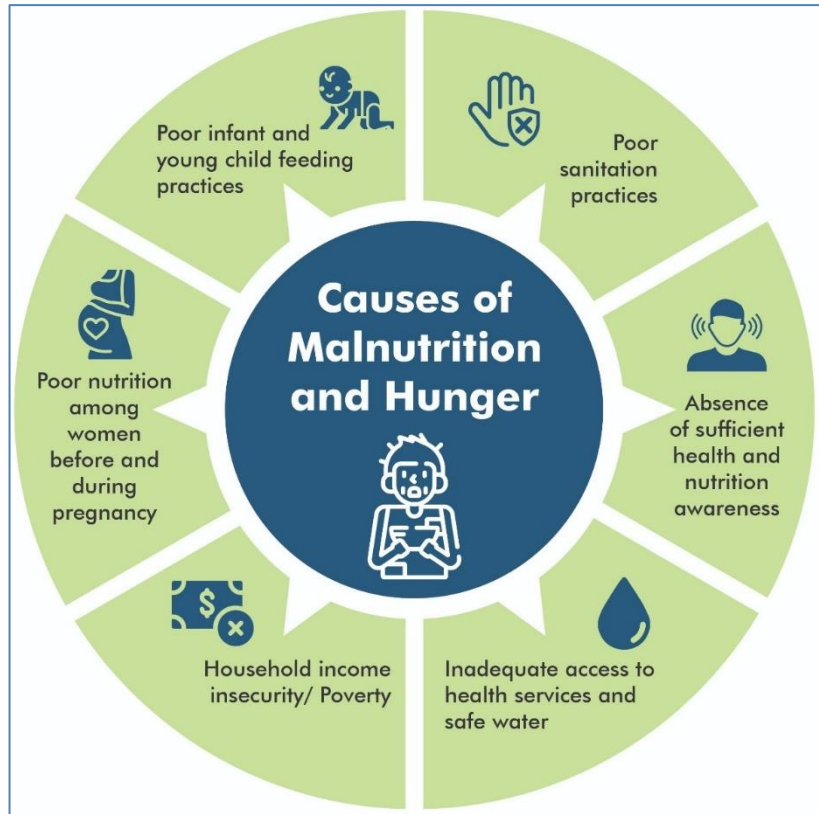 Causes of
Malnutrition
and Hunger
Poor infant and
young child feeding
practices
Poor
sanitation
practices
Absence
of sufficient
health and
nutrition
awareness
Inadequate access to
health services and
safe water
$
Household income
insecurity/ Poverty
Poor nutrition
among
women
before and
during
pregnancy